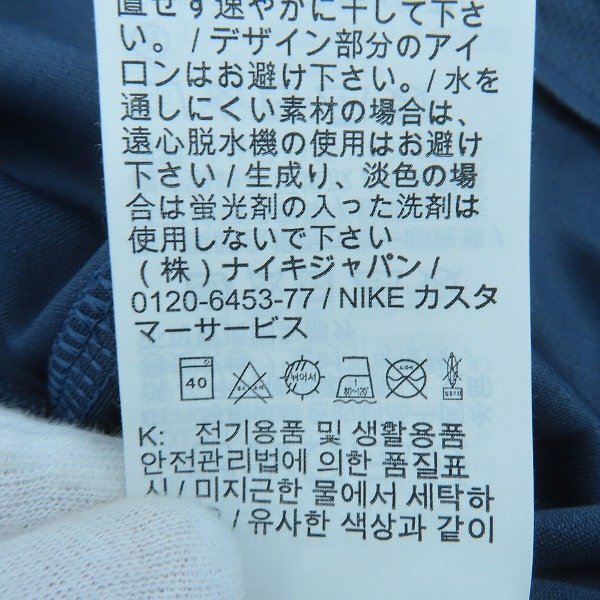 直せず速やかに干して下さ
い。/ デザイン部分のアイ
ロンはお避け下さい。/ 水を
通しにくい素材の場合は、
遠心脱水機の使用はお避け
下さい / 生成り、淡色の場
合は蛍光剤の入った洗剤は
使用しないで下さい
(株) ナイキジャパン /
0120-6453-77 / NIKE カスタ
マーサービス
40 뉘어서 1 80~120°
K: 전기용품 및 생활용품
안전관리법에 의한 품질표
시 / 미지근한 물에서 세탁하
/ 유사한 색상과 같이